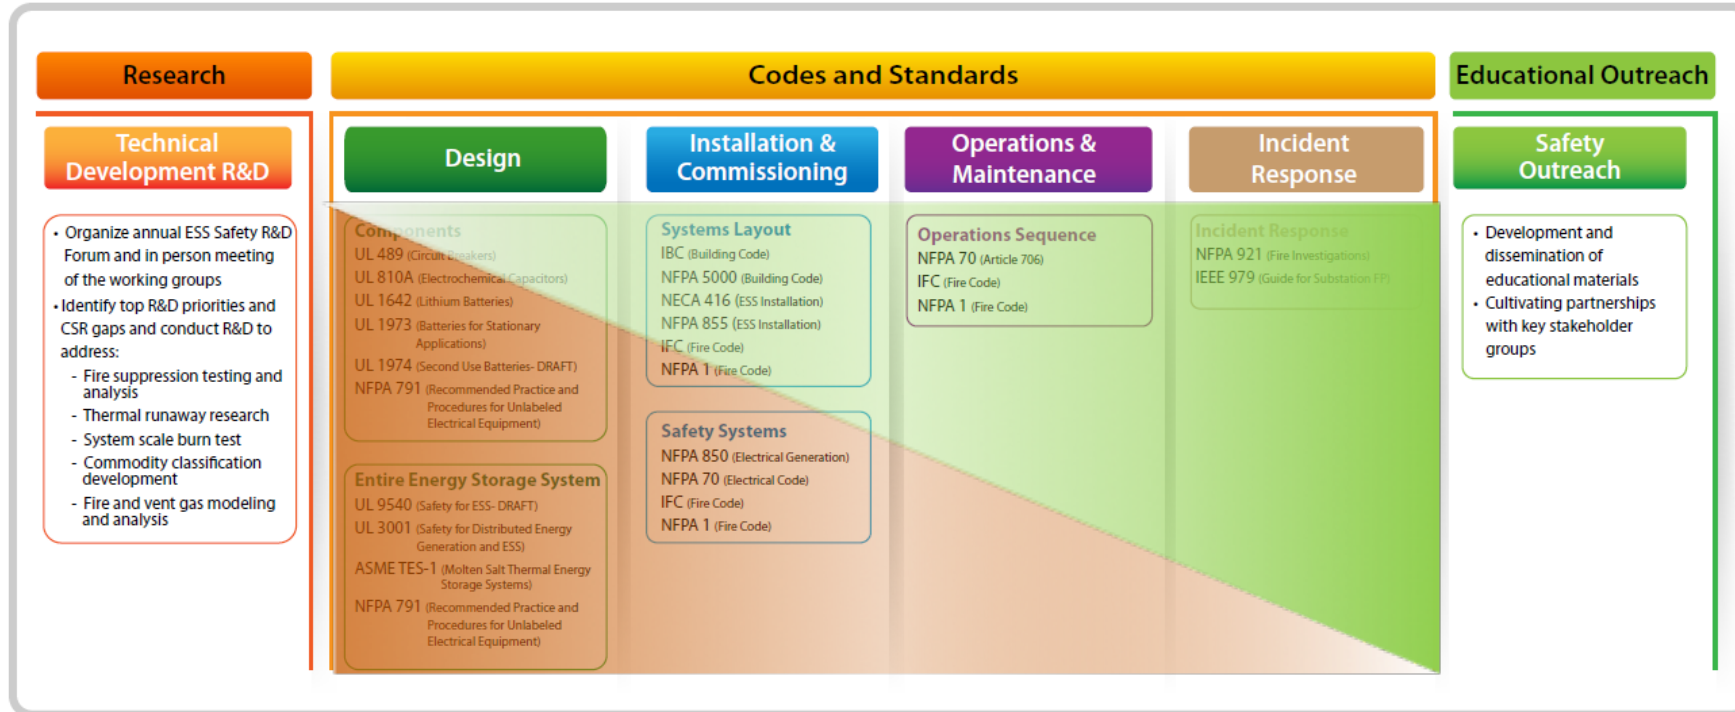 Research
Technical
Development R&D
• Organize annual ESS Safety R&D
Forum and in person meeting
of the working groups
• Identify top R&D priorities and
CSR gaps and conduct R&D to
address:
- Fire suppression testing and
analysis
- Thermal runaway research
- System scale burn test
- Commodity classification
development
- Fire and vent gas modeling
and analysis
Codes and Standards
Design
Components
UL 489 (Circuit Breakers)
UL 810A (Electrochemical Capacitors)
UL 1642 (Lithium Batteries)
UL 1973 (Batteries for Stationary
Applications)
UL 1974 (Second Use Batteries- DRAFT)
NFPA 791 (Recommended Practice and
Procedures for Unlabeled
Electrical Equipment)
Entire Energy Storage System
UL 9540 (Safety for ESS- DRAFT)
UL 3001 (Safety for Distributed Energy
Generation and ESS)
ASME TES-1 (Molten Salt Thermal Energy
Storage Systems)
NFPA 791 (Recommended Practice and
Procedures for Unlabeled
Electrical Equipment)
Installation &
Commissioning
Systems Layout
IBC (Building Code)
NFPA 5000 (Building Code)
NECA 416 (ESS Installation)
NFPA 855 (ESS Installation)
IFC (Fire Code)
NFPA 1 (Fire Code)
Safety Systems
NFPA 850 (Electrical Generation)
NFPA 70 (Electrical Code)
IFC (Fire Code)
NFPA 1 (Fire Code)
Operations &
Maintenance
Operations Sequence
NFPA 70 (Article 706)
IFC (Fire Code)
NFPA 1 (Fire Code)
Incident
Response
Incident Response
NFPA 921 (Fire Investigations)
IEEE 979 (Guide for Substation FP)
Educational Outreach
Safety
Outreach
• Development and
dissemination of
educational materials
• Cultivating partnerships
with key stakeholder
groups